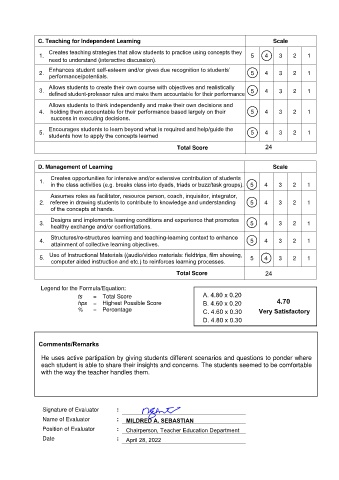 C. Teaching for Independent Learning Scale
1. Creates teaching strategies that allow students to practice using concepts they
need to understand (interactive discussion). 5 4 3 2 1
2. Enhances student self-esteem and/or gives due recognition to students'
performance/potentials. 5 4 3 2 1
3. Allows students to create their own course with objectives and realistically
defined student-professor rules and make them accountable for their performance 5 4 3 2 1
4. Allows students to think independently and make their own decisions and
holding them accountable for their performance based largely on their
success in executing decisions. 5 4 3 2 1
5. Encourages students to learn beyond what is required and help/guide the
students how to apply the concepts learned 5 4 3 2 1
Total Score 24
D. Management of Learning Scale
1. Creates opportunities for intensive and/or extensive contribution of students
in the class activities (e.g. breaks class into dyads, triads or buzz/task groups). 5 4 3 2 1
2. Assumes roles as facilitator, resource person, coach, inquisitor, integrator,
referee in drawing students to contribute to knowledge and understanding
of the concepts at hands. 5 4 3 2 1
3. Designs and implements learning conditions and experience that promotes
healthy exchange and/or confrontations. 5 4 3 2 1
4. Structures/re-structures learning and teaching-learning context to enhance
attainment of collective learning objectives. 5 4 3 2 1
5. Use of Instructional Materials ((audio/video materials: fieldtrips, film showing,
computer aided instruction and etc.) to reinforces learning processes. 5 4 3 2 1
Total Score 24
Legend for the Formula/Equation:
ts = Total Score
hps = Highest Possible Score
% = Percentage
A. 4.80 x 0.20
B. 4.60 x 0.20
C. 4.60 x 0.30
D. 4.80 x 0.30
4.70
Very Satisfactory
Comments/Remarks
He uses active partipation by giving students different scenarios and questions to ponder where
each student is able to share their insights and concerns. The students seemed to be comfortable
with the way the teacher handles them.
Signature of Evaluator :
Name of Evaluator : MILDRED A. SEBASTIAN
Position of Evaluator : Chairperson, Teacher Education Department
Date : April 28, 2022